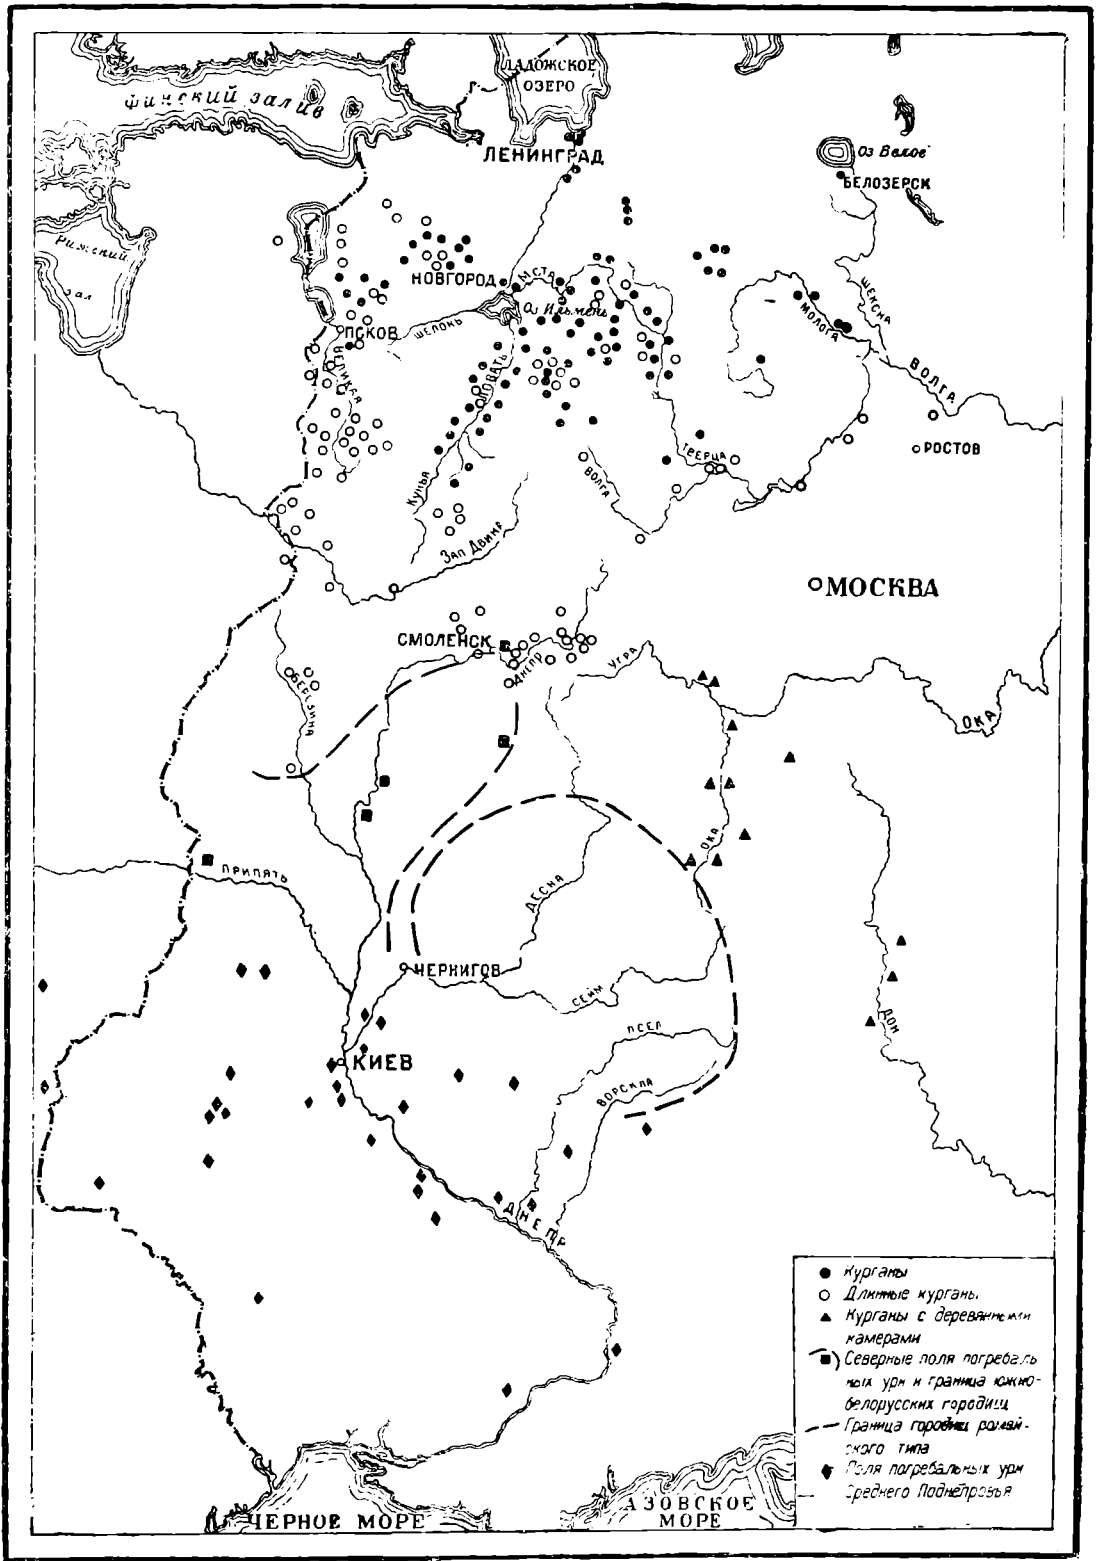 ЛАДОЖСКОЕ
ОЗЕРО
Финский залив
ЛЕНИНГРАД
Оз Белое
БЕЛОЗЕРСК
Рижский
зал
НОВГОРОД
МСТА
Оз Ильмень
ШЕКСНА
МОЛОГА
ПСКОВ
ШЕЛОНЬ
ВЕЛИКАЯ
ЛОВАТЬ
ВОЛГА
РОСТОВ
ТВЕРЦА
ВОЛГА
Кунья
Зап Двина
МОСКВА
СМОЛЕНСК
ДНЕПР
УГРА
БЕРЕЗИНА
ОКА
ОКА
ПРИПЯТЬ
ДЕСНА
ЧЕРНИГОВ
СЕЙМ
ДОН
ПСЕЛ
КИЕВ
ВОРСКЛА
ДНЕПР
Курганы
Длинные курганы
Курганы с деревянными
камерами
Северные поля погребаль
ных урн и граница южно-
белорусских городищ
Граница городищ ромен-
ского типа
Поля погребальных урн
Среднего Поднепровья
ЧЕРНОЕ МОРЕ
АЗОВСКОЕ
МОРЕ